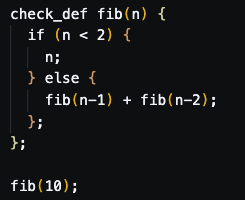 check_def fib(n) {
  if (n < 2) {
    n;
  } else {
    fib(n-1) + fib(n-2);
  };
};

fib(10);